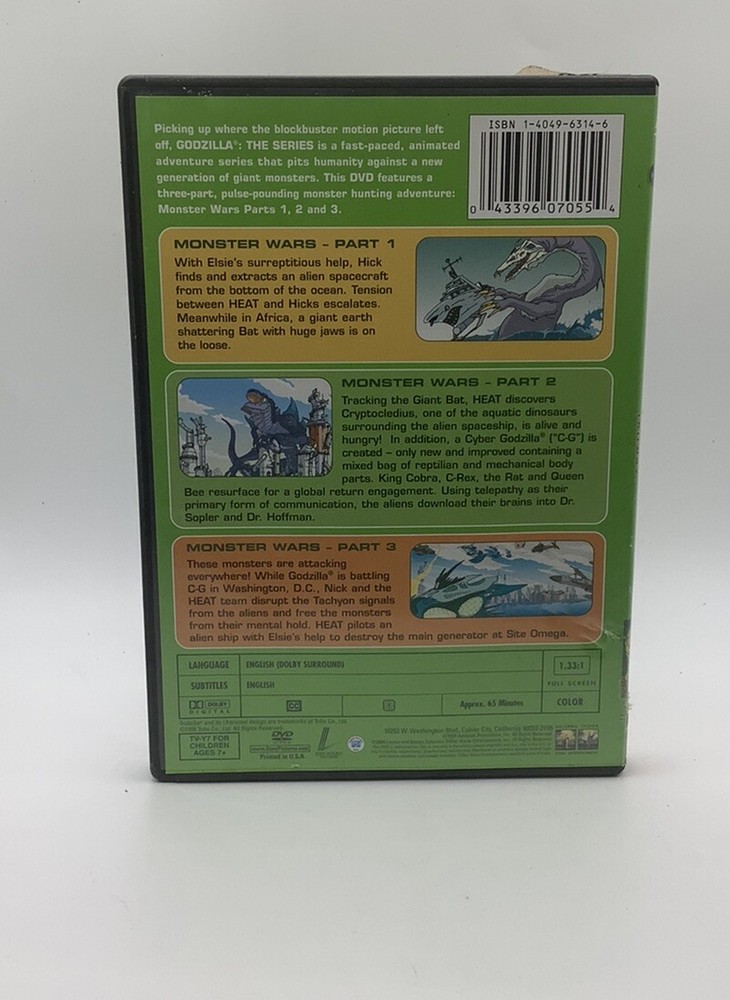 Picking up where the blockbuster motion picture left
off, GODZILLA®: THE SERIES is a fast-paced, animated
adventure series that pits humanity against a new
generation of giant monsters. This DVD features a
three-part, pulse-pounding monster hunting adventure:
Monster Wars Parts 1, 2 and 3.
ISBN 1-4049-6314-6
0 43396 07055 4
MONSTER WARS - PART 1
With Elsie's surreptitious help, Hick
finds and extracts an alien spacecraft
from the bottom of the ocean. Tension
between HEAT and Hicks escalates.
Meanwhile in Africa, a giant earth
shattering Bat with huge jaws is on
the loose.
MONSTER WARS - PART 2
Tracking the Giant Bat, HEAT discovers
Cryptocledius, one of the aquatic dinosaurs
surrounding the alien spaceship, is alive and
hungry! In addition, a Cyber Godzilla® ("C-G") is
created – only new and improved containing a
mixed bag of reptilian and mechanical body
parts. King Cobra, C-Rex, the Rat and Queen
Bee resurface for a global return engagement. Using telepathy as their
primary form of communication, the aliens download their brains into Dr.
Sopler and Dr. Hoffman.
MONSTER WARS - PART 3
These monsters are attacking
everywhere! While Godzilla® is battling
C-G in Washington, D.C., Nick and the
HEAT team disrupt the Tachyon signals
from the aliens and free the monsters
from their mental hold. HEAT pilots an
alien ship with Elsie's help to destroy the main generator at Site Omega.
LANGUAGE ENGLISH (DOLBY SURROUND)
1.33:1
FULL SCREEN
SUBTITLES ENGLISH
DOLBY
DIGITAL
CC
Approx. 65 Minutes
COLOR
TV-Y7 FOR
CHILDREN
AGES 7+
DVD
Printed in U.S.A.
10202 W. Washington Blvd., Culver City, California 90232-3195